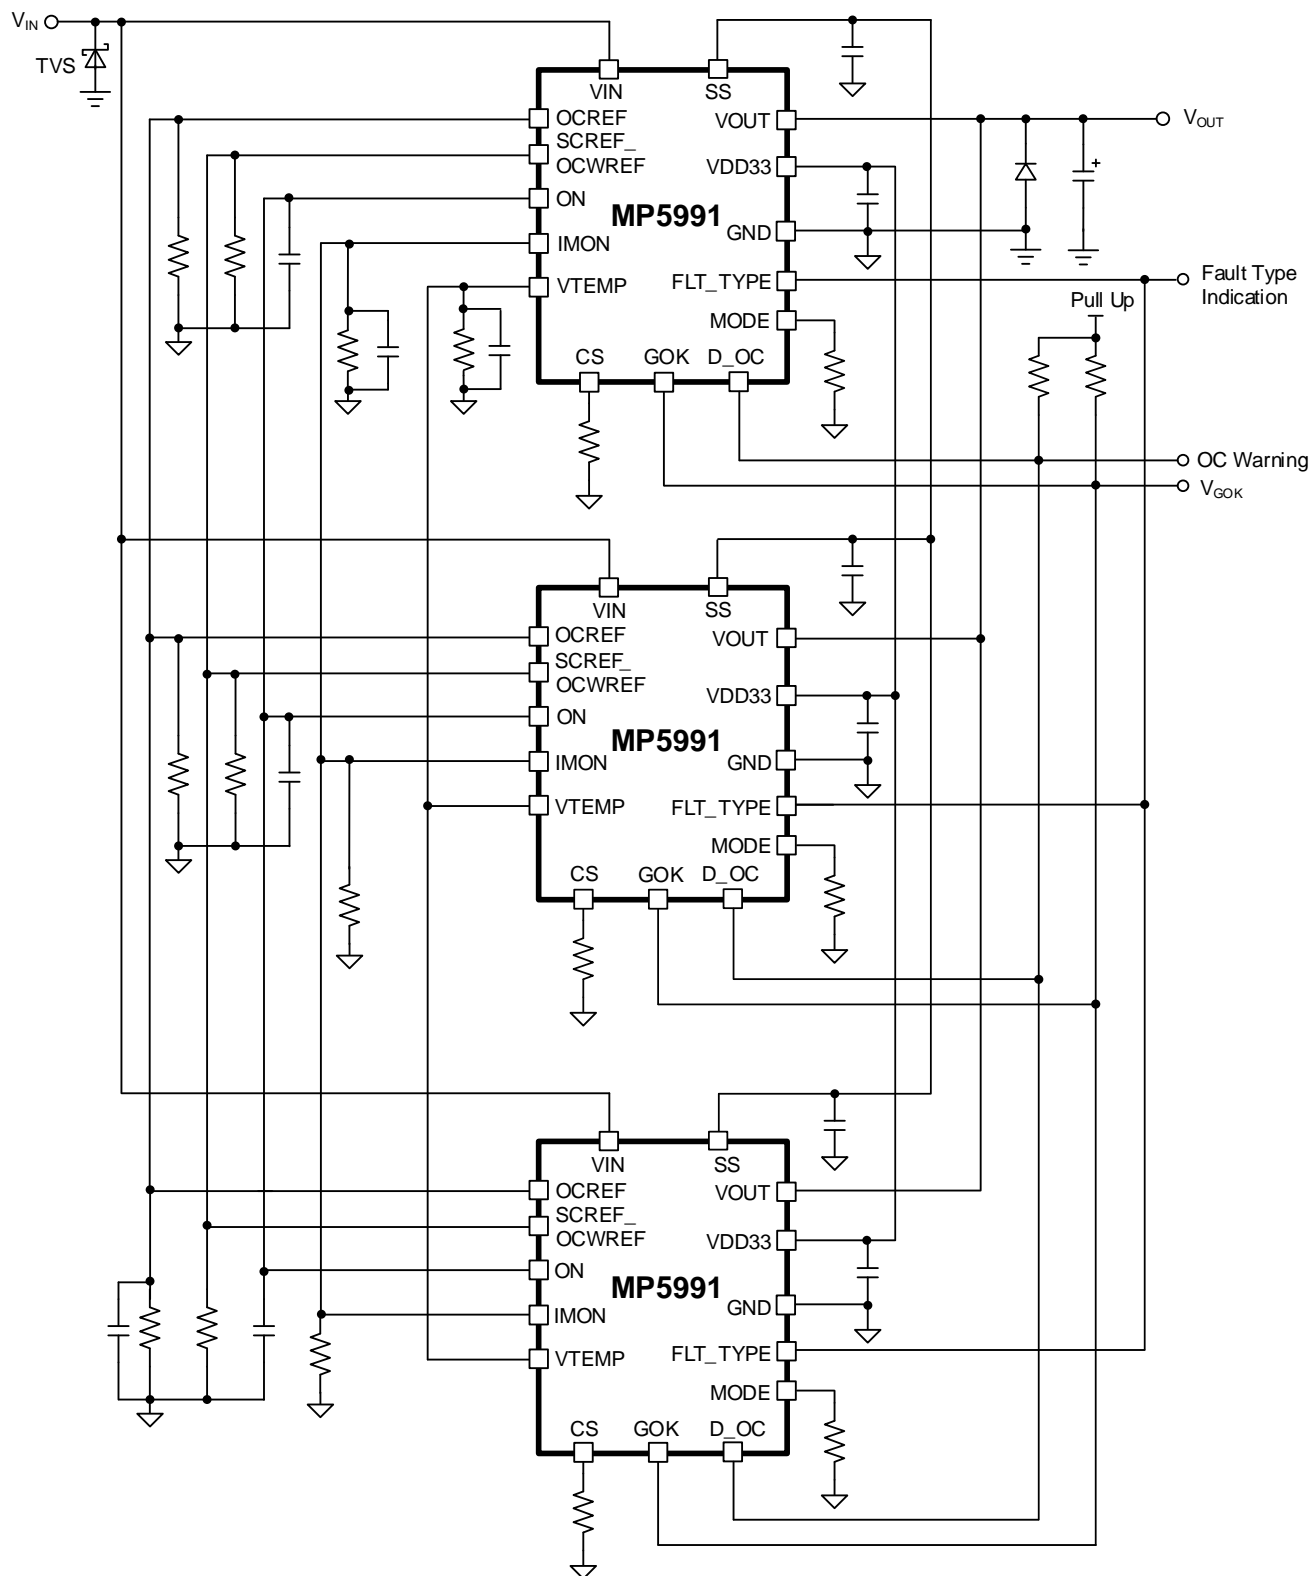 VIN
TVS
VIN
SS
OCREF
SCREF_
OCWREF
ON
IMON
VTEMP
MP5991
VOUT
VDD33
GND
FLT_TYPE
MODE
CS
GOK
D_OC
VOUT
Fault Type
Indication
Pull Up
OC Warning
VGOK
VIN
SS
OCREF
SCREF_
OCWREF
ON
IMON
VTEMP
MP5991
VOUT
VDD33
GND
FLT_TYPE
MODE
CS
GOK
D_OC
VIN
SS
OCREF
SCREF_
OCWREF
ON
IMON
VTEMP
MP5991
VOUT
VDD33
GND
FLT_TYPE
MODE
CS
GOK
D_OC
+